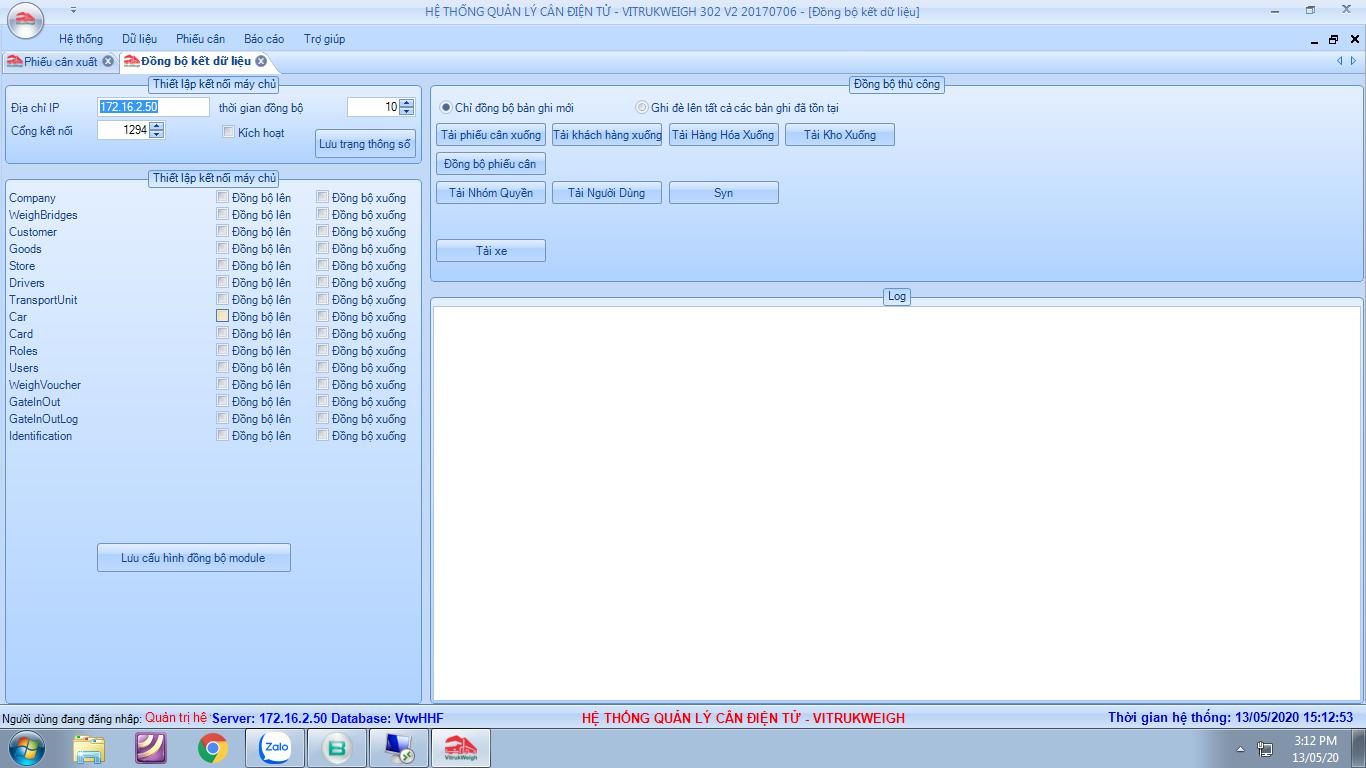 HỆ THỐNG QUẢN LÝ CÂN ĐIỆN TỬ - VITRUKWEIGH 302 V2 20170706 - [Đồng bộ kết dữ liệu]
Hệ thống Dữ liệu Phiếu cân Báo cáo Trợ giúp
Phiếu cân xuất Đồng bộ kết dữ liệu
Thiết lập kết nối máy chủ
Địa chỉ IP 172.16.2.50 thời gian đồng bộ 10
Cổng kết nối 1294 Kích hoạt
Lưu trạng thông số
Thiết lập kết nối máy chủ
Company Đồng bộ lên Đồng bộ xuống
WeighBridges Đồng bộ lên Đồng bộ xuống
Customer Đồng bộ lên Đồng bộ xuống
Goods Đồng bộ lên Đồng bộ xuống
Store Đồng bộ lên Đồng bộ xuống
Drivers Đồng bộ lên Đồng bộ xuống
TransportUnit Đồng bộ lên Đồng bộ xuống
Car Đồng bộ lên Đồng bộ xuống
Card Đồng bộ lên Đồng bộ xuống
Roles Đồng bộ lên Đồng bộ xuống
Users Đồng bộ lên Đồng bộ xuống
WeighVoucher Đồng bộ lên Đồng bộ xuống
GateInOut Đồng bộ lên Đồng bộ xuống
GateInOutLog Đồng bộ lên Đồng bộ xuống
Identification Đồng bộ lên Đồng bộ xuống
Lưu cấu hình đồng bộ module
Đồng bộ thủ công
Chỉ đồng bộ bản ghi mới Ghi đè lên tất cả các bản ghi đã tồn tại
Tải phiếu cân xuống Tải khách hàng xuống Tải Hàng Hóa Xuống Tải Kho Xuống
Đồng bộ phiếu cân
Tải Nhóm Quyền Tải Người Dùng Syn
Tải xe
Log
Người dùng đang đăng nhập: Quản trị hệ Server: 172.16.2.50 Database: VtwHHF HỆ THỐNG QUẢN LÝ CÂN ĐIỆN TỬ - VITRUKWEIGH Thời gian hệ thống: 13/05/2020 15:12:53
Zalo B VitrukWeigh
3:12 PM
13/05/20